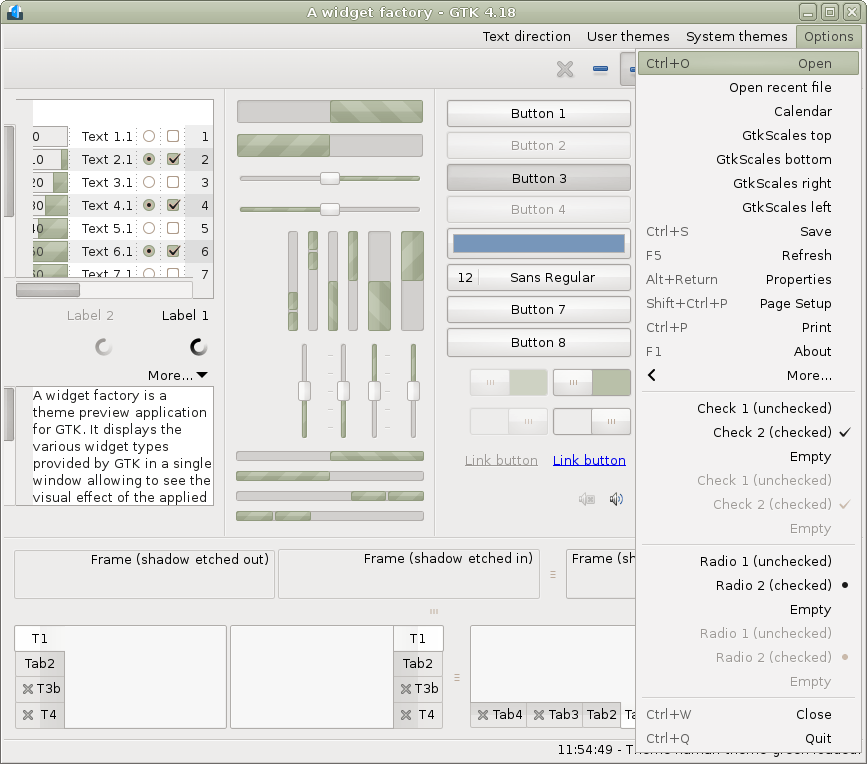 A widget factory - GTK 4.18
Text direction User themes System themes Options
0 Text 1.1 1
10 Text 2.1 2
20 Text 3.1 3
30 Text 4.1 4
40 Text 5.1 5
50 Text 6.1 6
Text 7.1 7
Label 2 Label 1
More...
A widget factory is a
theme preview application
for GTK. It displays the
various widget types
provided by GTK in a single
window allowing to see the
visual effect of the applied
Button 1
Button 2
Button 3
Button 4
12 Sans Regular
Button 7
Button 8
Link button Link button
Ctrl+O Open
Open recent file
Calendar
GtkScales top
GtkScales bottom
GtkScales right
GtkScales left
Ctrl+S Save
F5 Refresh
Alt+Return Properties
Shift+Ctrl+P Page Setup
Ctrl+P Print
F1 About
More...
Check 1 (unchecked)
Check 2 (checked)
Empty
Check 1 (unchecked)
Check 2 (checked)
Empty
Radio 1 (unchecked)
Radio 2 (checked)
Empty
Radio 1 (unchecked)
Radio 2 (checked)
Empty
Ctrl+W Close
Ctrl+Q Quit
Frame (shadow etched out) Frame (shadow etched in) Frame (sh
T1 T1
Tab2 Tab2
T3b T3b
T4 T4 Tab4 Tab3 Tab2
11:54:49 -